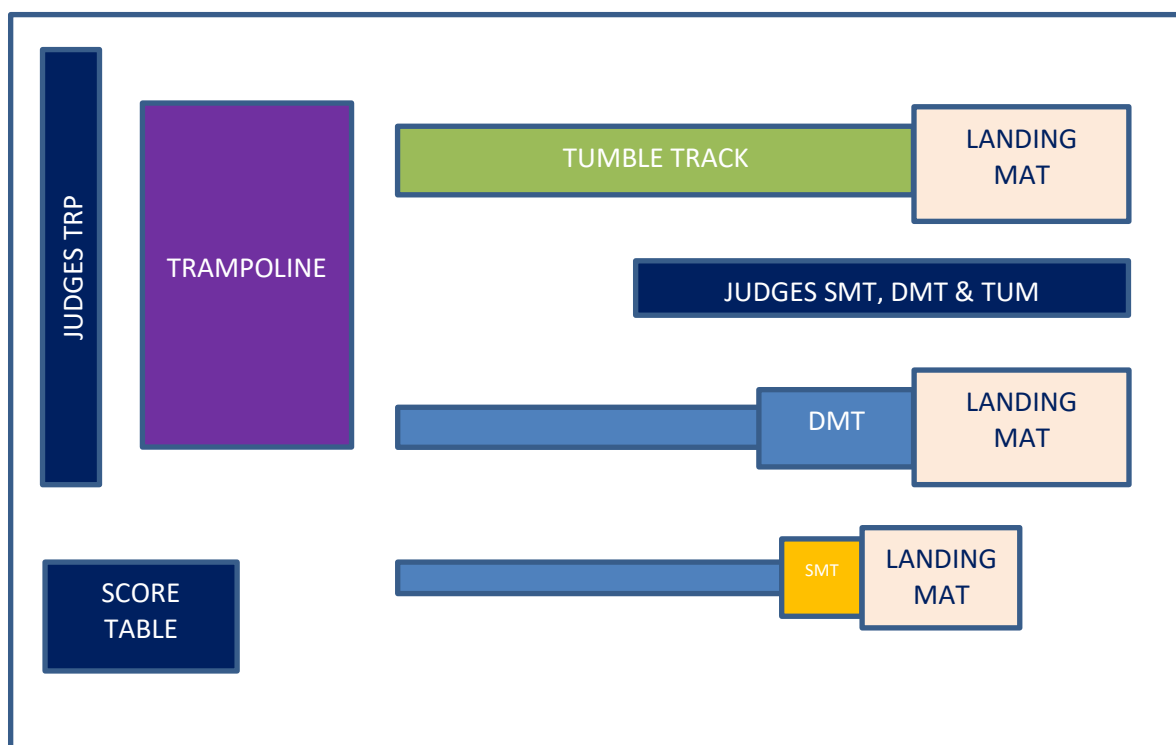 JUDGES TRP
TRAMPOLINE
TUMBLE TRACK
LANDING
MAT
JUDGES SMT, DMT & TUM
DMT
LANDING
MAT
SMT
LANDING
MAT
SCORE
TABLE